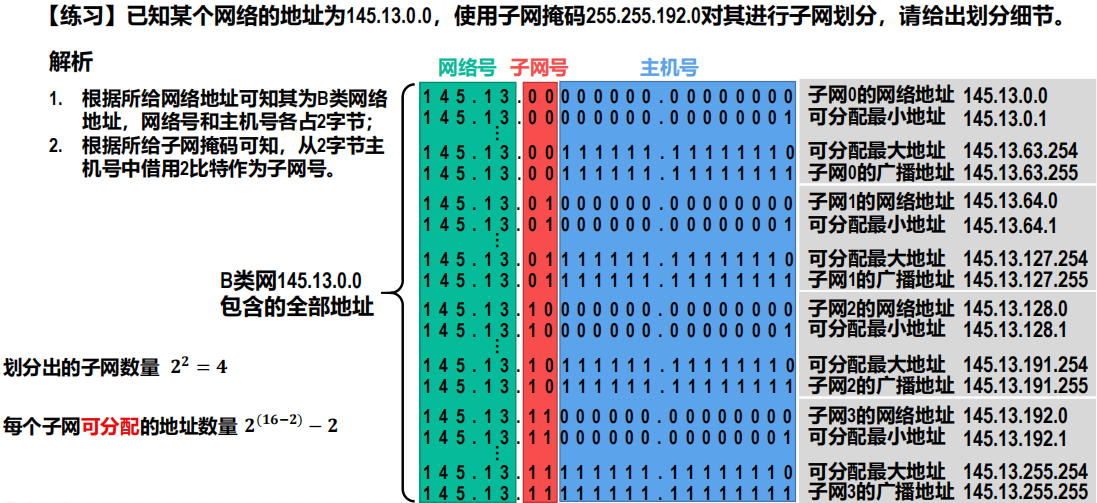 【练习】已知某个网络的地址为145.13.0.0，使用子网掩码255.255.192.0对其进行子网划分，请给出划分细节。
解析
1. 根据所给网络地址可知其为B类网络
地址，网络号和主机号各占2字节；
2. 根据所给子网掩码可知，从2字节主
机号中借用2比特作为子网号。
B类网145.13.0.0
包含的全部地址
划分出的子网数量 2² = 4
每个子网可分配的地址数量 2⁽¹⁶⁻²⁾ − 2
网络号 子网号 主机号
145.13.00000000.00000000 子网0的网络地址 145.13.0.0
145.13.00000000.00000001 可分配最小地址 145.13.0.1
⋮
145.13.00111111.11111110 可分配最大地址 145.13.63.254
145.13.00111111.11111111 子网0的广播地址 145.13.63.255
145.13.01000000.00000000 子网1的网络地址 145.13.64.0
145.13.01000000.00000001 可分配最小地址 145.13.64.1
⋮
145.13.01111111.11111110 可分配最大地址 145.13.127.254
145.13.01111111.11111111 子网1的广播地址 145.13.127.255
145.13.10000000.00000000 子网2的网络地址 145.13.128.0
145.13.10000000.00000001 可分配最小地址 145.13.128.1
⋮
145.13.10111111.11111110 可分配最大地址 145.13.191.254
145.13.10111111.11111111 子网2的广播地址 145.13.191.255
145.13.11000000.00000000 子网3的网络地址 145.13.192.0
145.13.11000000.00000001 可分配最小地址 145.13.192.1
⋮
145.13.11111111.11111110 可分配最大地址 145.13.255.254
145.13.11111111.11111111 子网3的广播地址 145.13.255.255